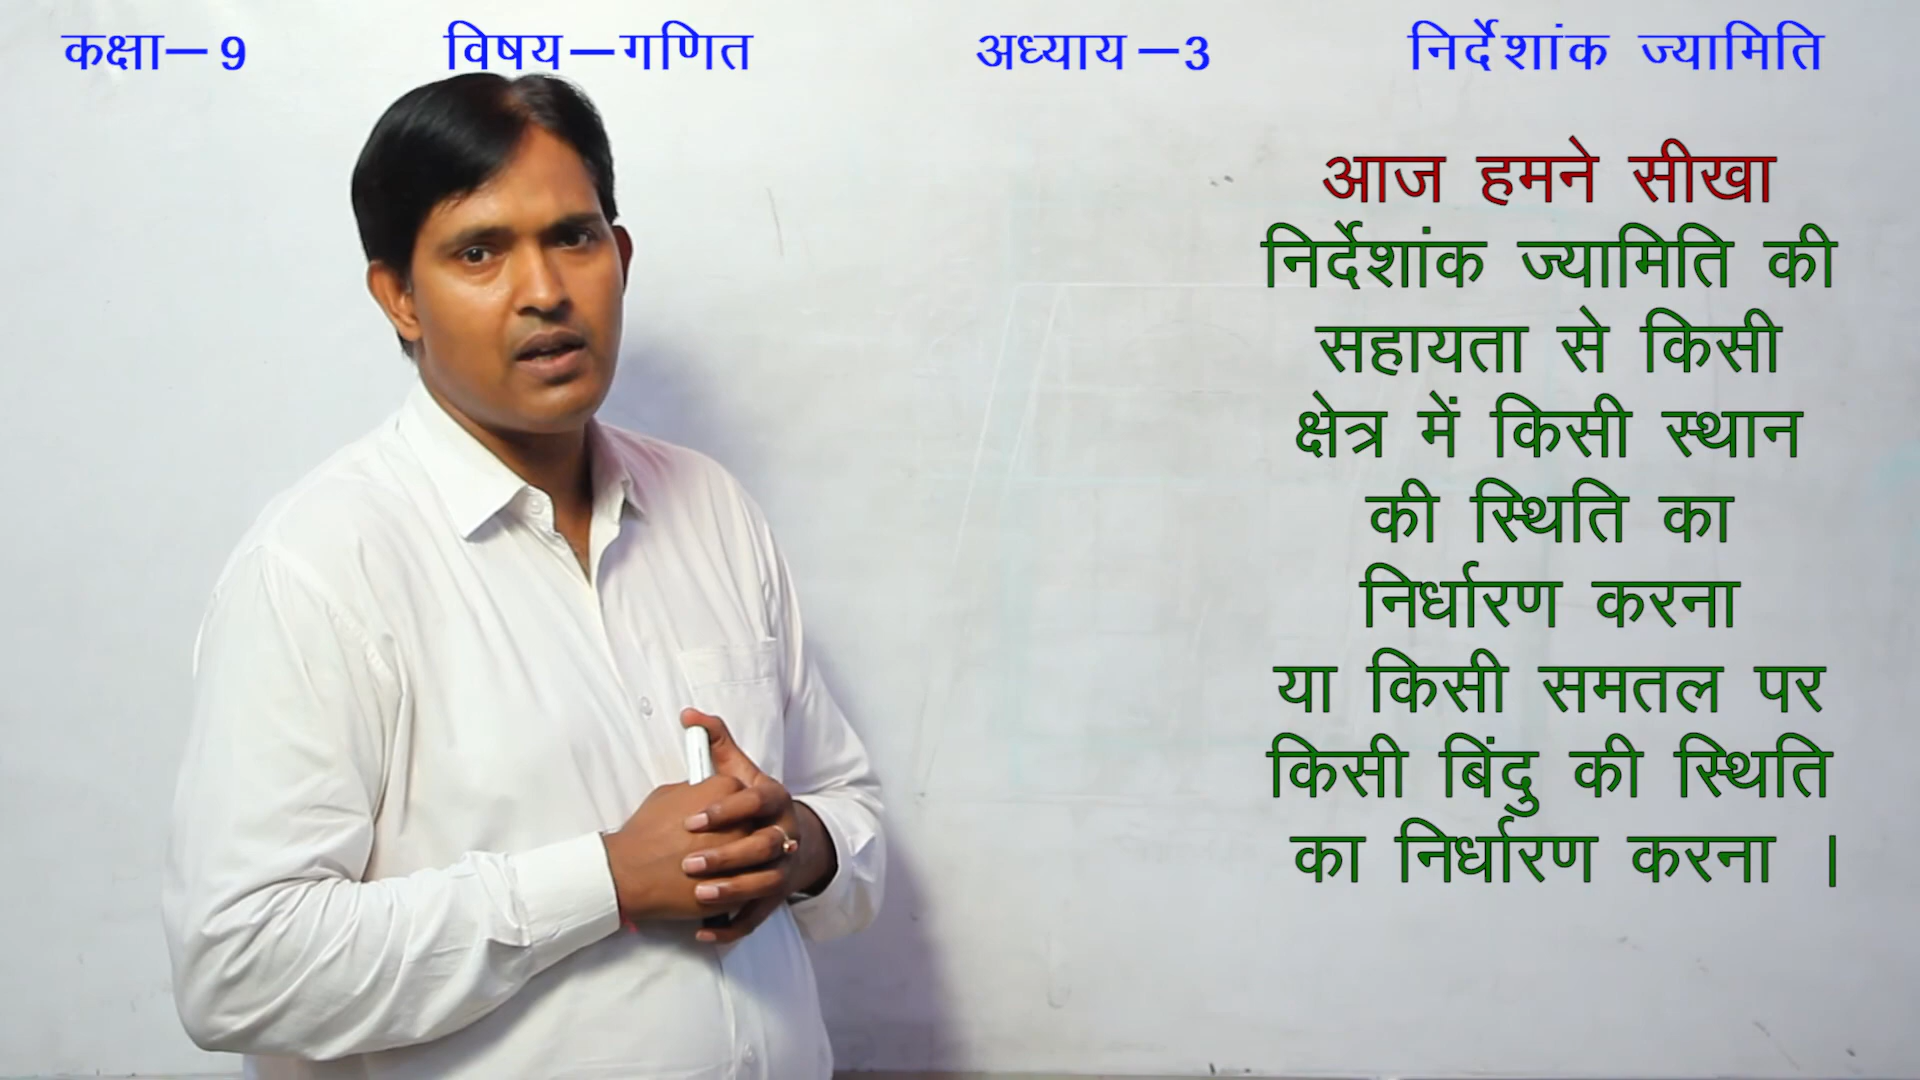 कक्षा–9 विषय–गणित अध्याय–3 निर्देशांक ज्यामिति
आज हमने सीखा
निर्देशांक ज्यामिति की
सहायता से किसी
क्षेत्र में किसी स्थान
की स्थिति का
निर्धारण करना
या किसी समतल पर
किसी बिंदु की स्थिति
का निर्धारण करना ।